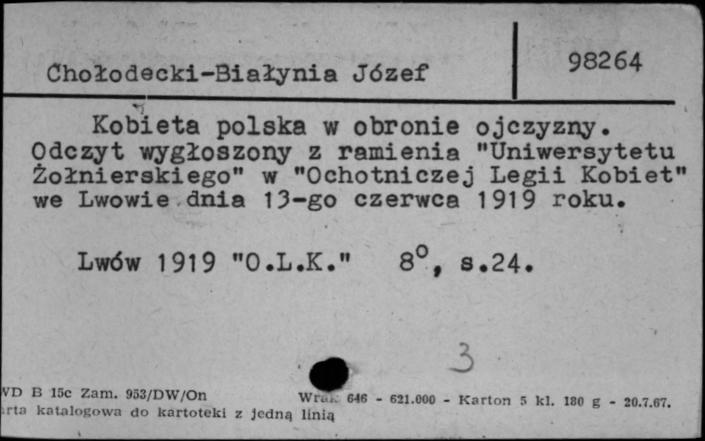 Chołodecki-Białynia Józef
98264
Kobieta polska w obronie ojczyzny.
Odczyt wygłoszony z ramienia "Uniwersytetu
Żołnierskiego" w "Ochotniczej Legii Kobiet"
we Lwowie dnia 13-go czerwca 1919 roku.
Lwów 1919 "O.L.K." 8°, s.24.
3
WD B 15c Zam. 953/DW/On
646 - 621.000 - Karton 5 kl. 180 g - 20.7.67.
arta katalogowa do kartoteki z jedną linią